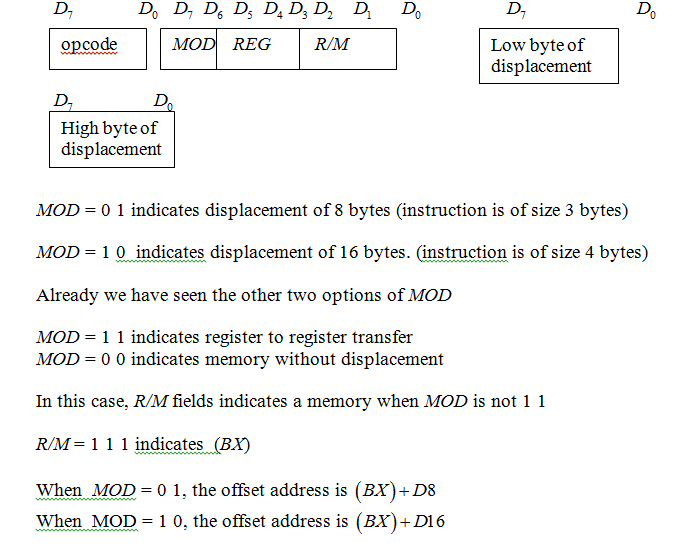 D₇ D₀ D₇ D₆ D₅ D₄ D₃ D₂ D₁ D₀ D₇ D₀
opcode MOD REG R/M Low byte of
displacement
D₇ D₀
High byte of
displacement
MOD = 0 1 indicates displacement of 8 bytes (instruction is of size 3 bytes)
MOD = 1 0 indicates displacement of 16 bytes. (instruction is of size 4 bytes)
Already we have seen the other two options of MOD
MOD = 1 1 indicates register to register transfer
MOD = 0 0 indicates memory without displacement
In this case, R/M fields indicates a memory when MOD is not 1 1
R/M = 1 1 1 indicates (BX)
When MOD = 0 1, the offset address is (BX)+D8
When MOD = 1 0, the offset address is (BX)+D16